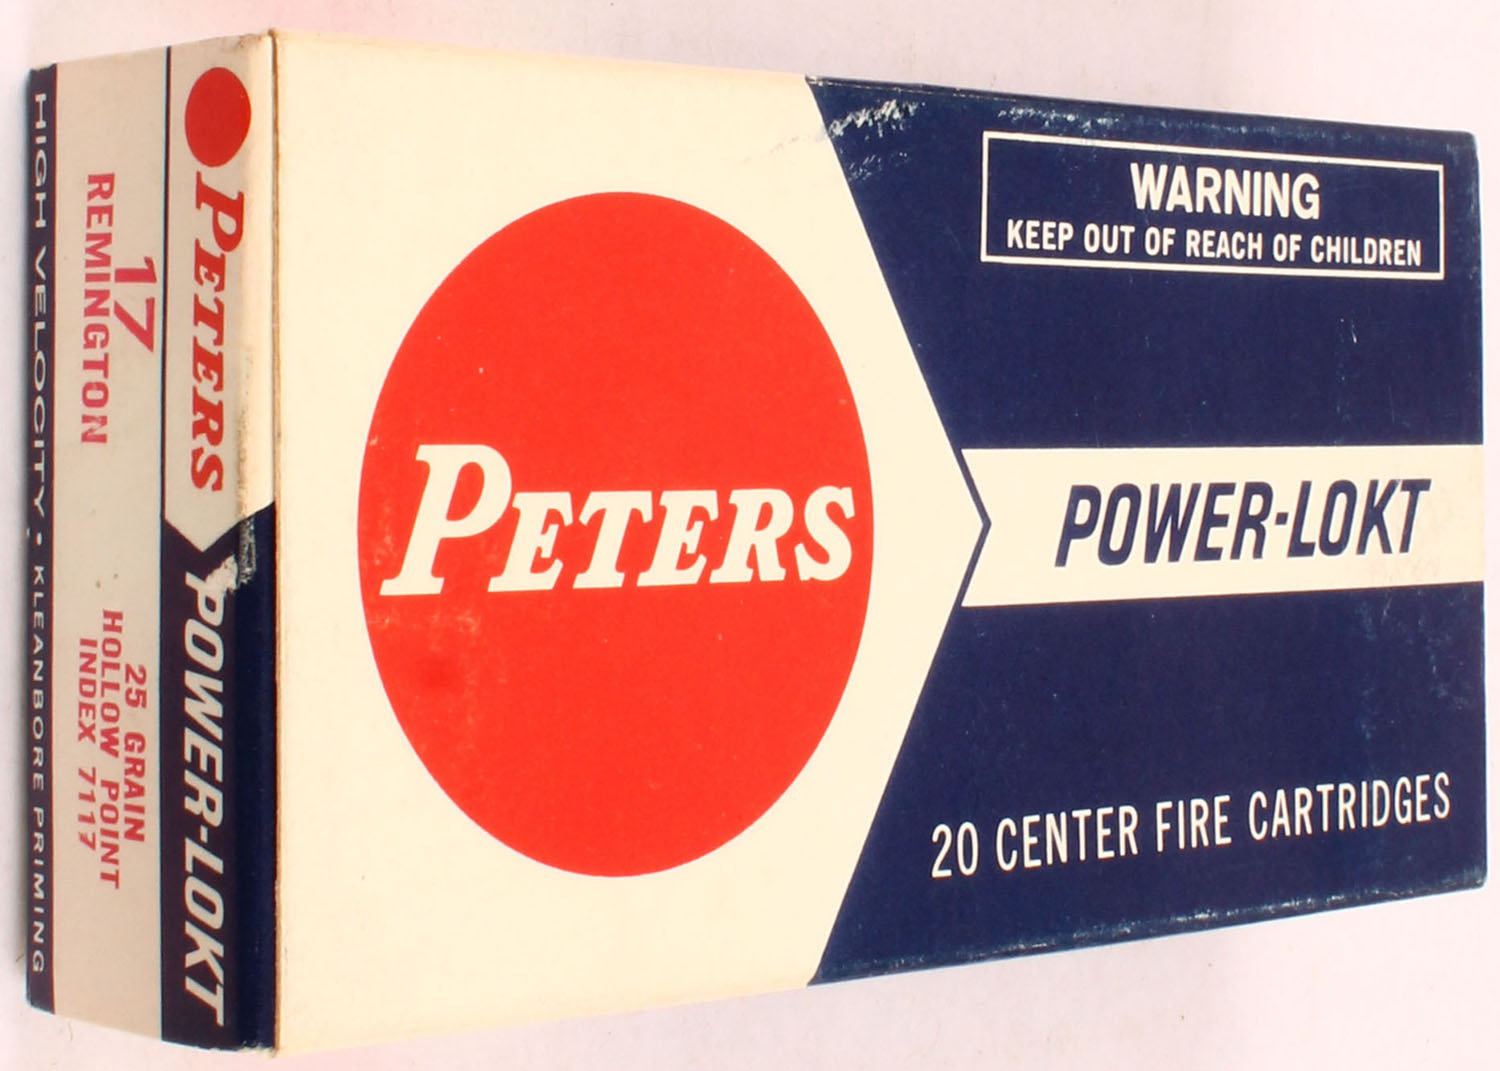 WARNING
KEEP OUT OF REACH OF CHILDREN
PETERS
POWER-LOKT
20 CENTER FIRE CARTRIDGES
PETERS POWER-LOKT
17
REMINGTON
25 GRAIN
HOLLOW POINT
INDEX 7117
HIGH VELOCITY • KLEANBORE PRIMING